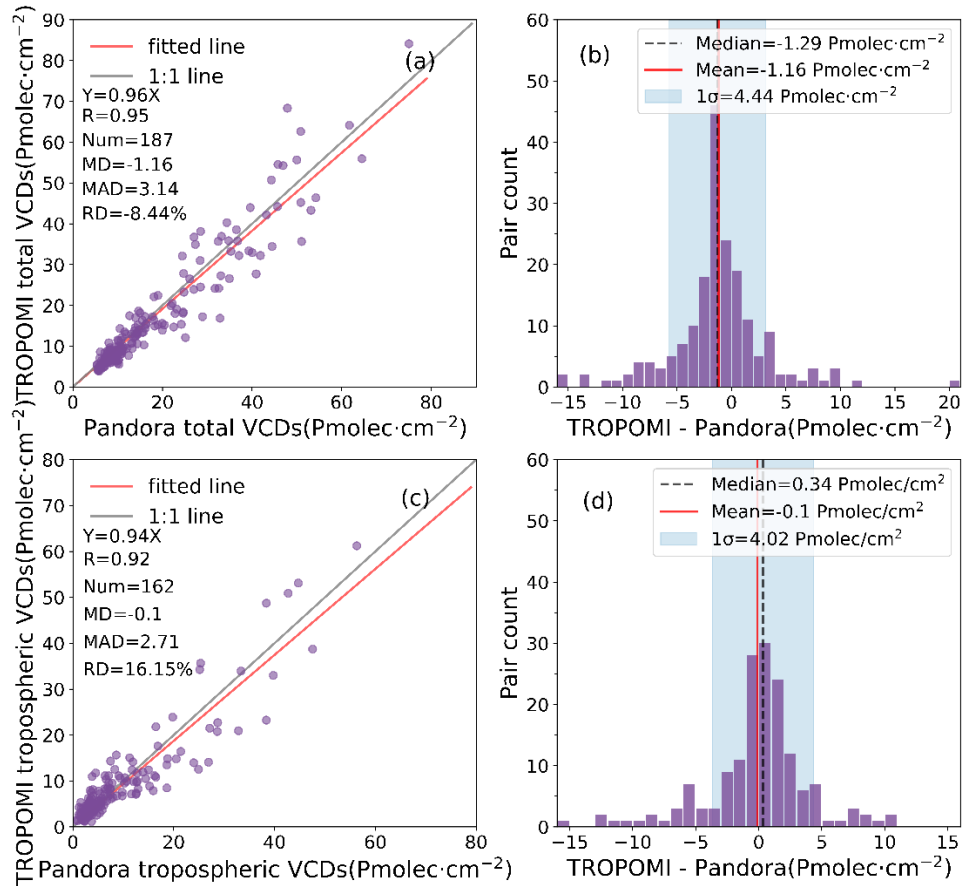 TROPOMI total VCDs(Pmolec·cm⁻²)
90
80
70
60
50
40
30
20
10
0
fitted line
1:1 line
(a)
Y=0.96X
R=0.95
Num=187
MD=-1.16
MAD=3.14
RD=-8.44%
0 20 40 60 80
Pandora total VCDs(Pmolec·cm⁻²)
Pair count
60
50
40
30
20
10
0
(b)
Median=-1.29 Pmolec·cm⁻²
Mean=-1.16 Pmolec·cm⁻²
1σ=4.44 Pmolec·cm⁻²
−15 −10 −5 0 5 10 15 20
TROPOMI - Pandora(Pmolec·cm⁻²)
TROPOMI tropospheric VCDs(Pmolec·cm⁻²)
80
70
60
50
40
30
20
10
0
fitted line
1:1 line
(c)
Y=0.94X
R=0.92
Num=162
MD=-0.1
MAD=2.71
RD=16.15%
0 20 40 60 80
Pandora tropospheric VCDs(Pmolec·cm⁻²)
Pair count
60
50
40
30
20
10
0
(d)
Median=0.34 Pmolec/cm²
Mean=-0.1 Pmolec/cm²
1σ=4.02 Pmolec/cm²
−15 −10 −5 0 5 10 15
TROPOMI - Pandora(Pmolec·cm⁻²)